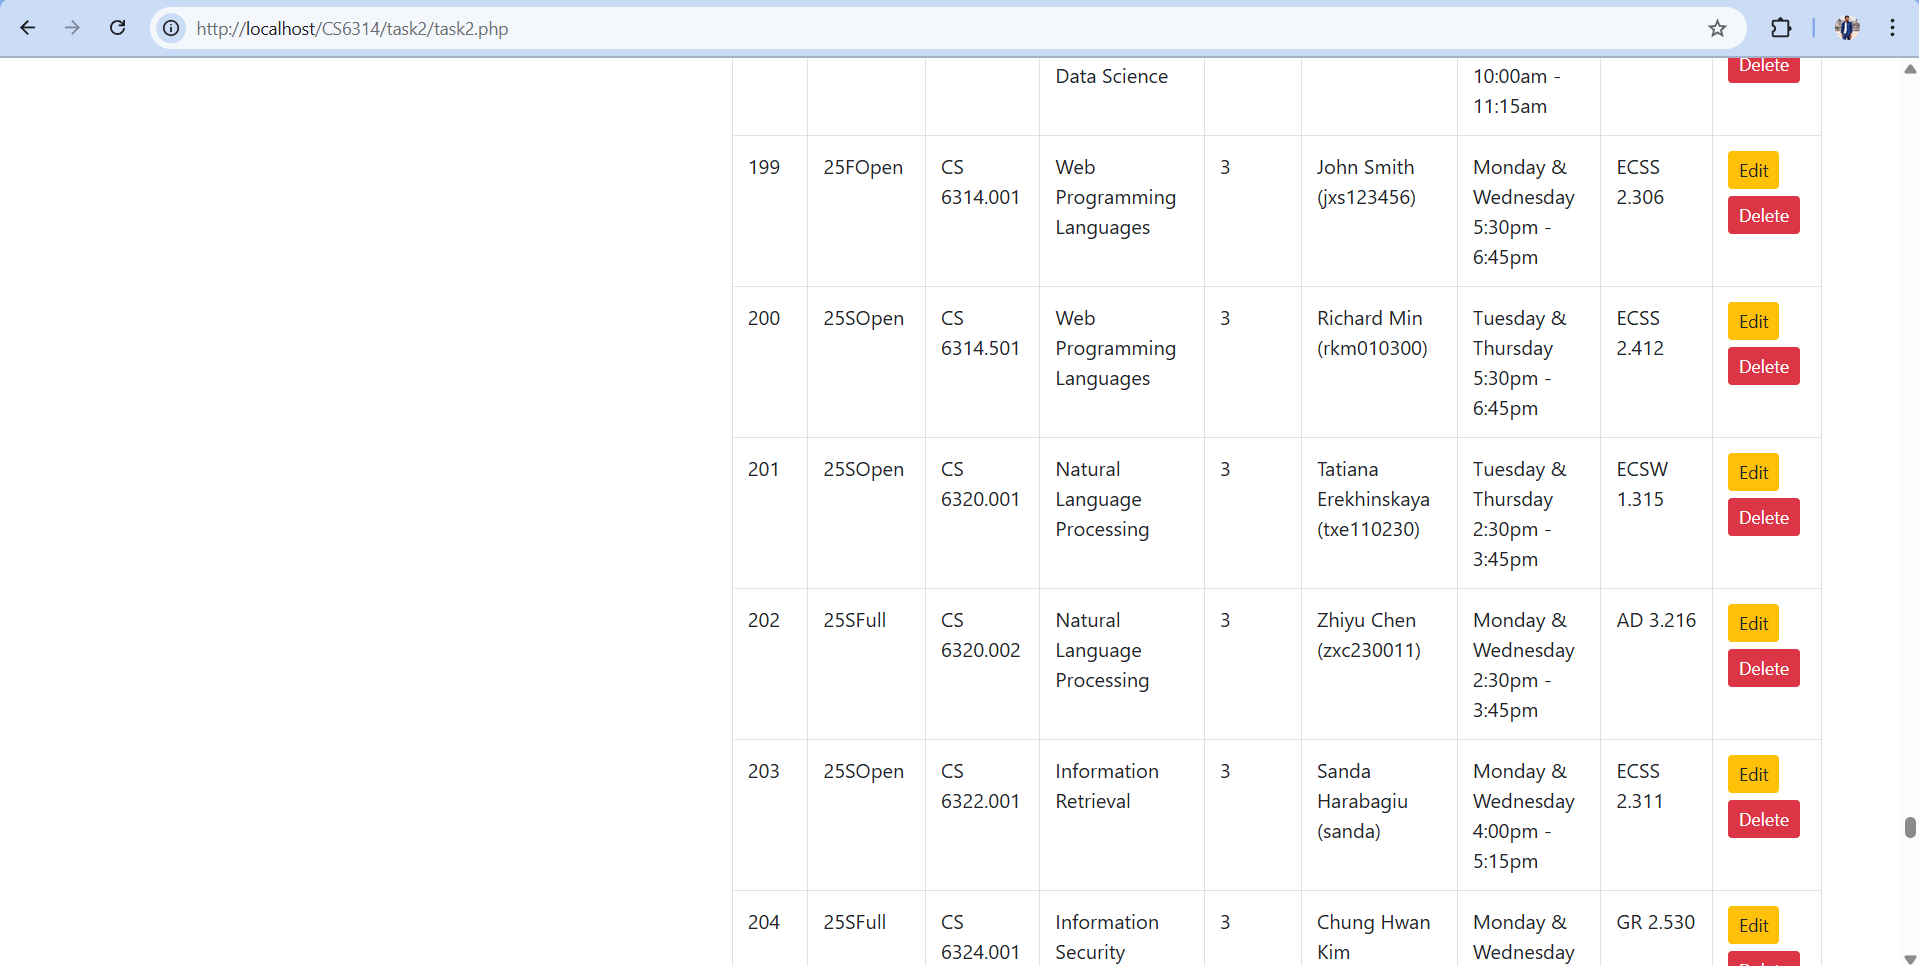 http://localhost/CS6314/task2/task2.php
Data Science
10:00am -
11:15am
Delete
199
25FOpen
CS
6314.001
Web
Programming
Languages
3
John Smith
(jxs123456)
Monday &
Wednesday
5:30pm -
6:45pm
ECSS
2.306
Edit
Delete
200
25SOpen
CS
6314.501
Web
Programming
Languages
3
Richard Min
(rkm010300)
Tuesday &
Thursday
5:30pm -
6:45pm
ECSS
2.412
Edit
Delete
201
25SOpen
CS
6320.001
Natural
Language
Processing
3
Tatiana
Erekhinskaya
(txe110230)
Tuesday &
Thursday
2:30pm -
3:45pm
ECSW
1.315
Edit
Delete
202
25SFull
CS
6320.002
Natural
Language
Processing
3
Zhiyu Chen
(zxc230011)
Monday &
Wednesday
2:30pm -
3:45pm
AD 3.216
Edit
Delete
203
25SOpen
CS
6322.001
Information
Retrieval
3
Sanda
Harabagiu
(sanda)
Monday &
Wednesday
4:00pm -
5:15pm
ECSS
2.311
Edit
Delete
204
25SFull
CS
6324.001
Information
Security
3
Chung Hwan
Kim
Monday &
Wednesday
GR 2.530
Edit